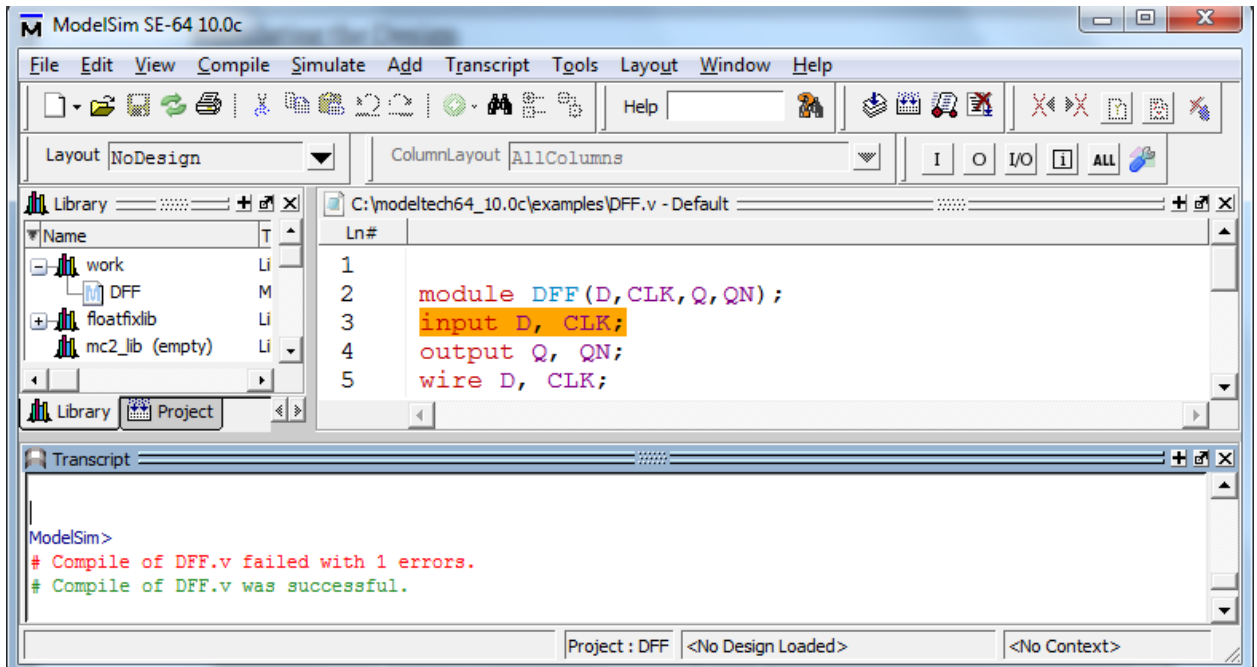 ModelSim SE-64 10.0c
File Edit View Compile Simulate Add Transcript Tools Layout Window Help
Help
Layout NoDesign ColumnLayout AllColumns I O I/O i ALL
Library C:\modeltech64_10.0c\examples\DFF.v - Default
Name T Ln#
work Li 1
DFF M 2 module DFF(D,CLK,Q,QN);
floatfixlib Li 3 input D, CLK;
mc2_lib (empty) Li 4 output Q, QN;
5 wire D, CLK;
Library Project
Transcript
ModelSim>
# Compile of DFF.v failed with 1 errors.
# Compile of DFF.v was successful.
Project : DFF <No Design Loaded> <No Context>